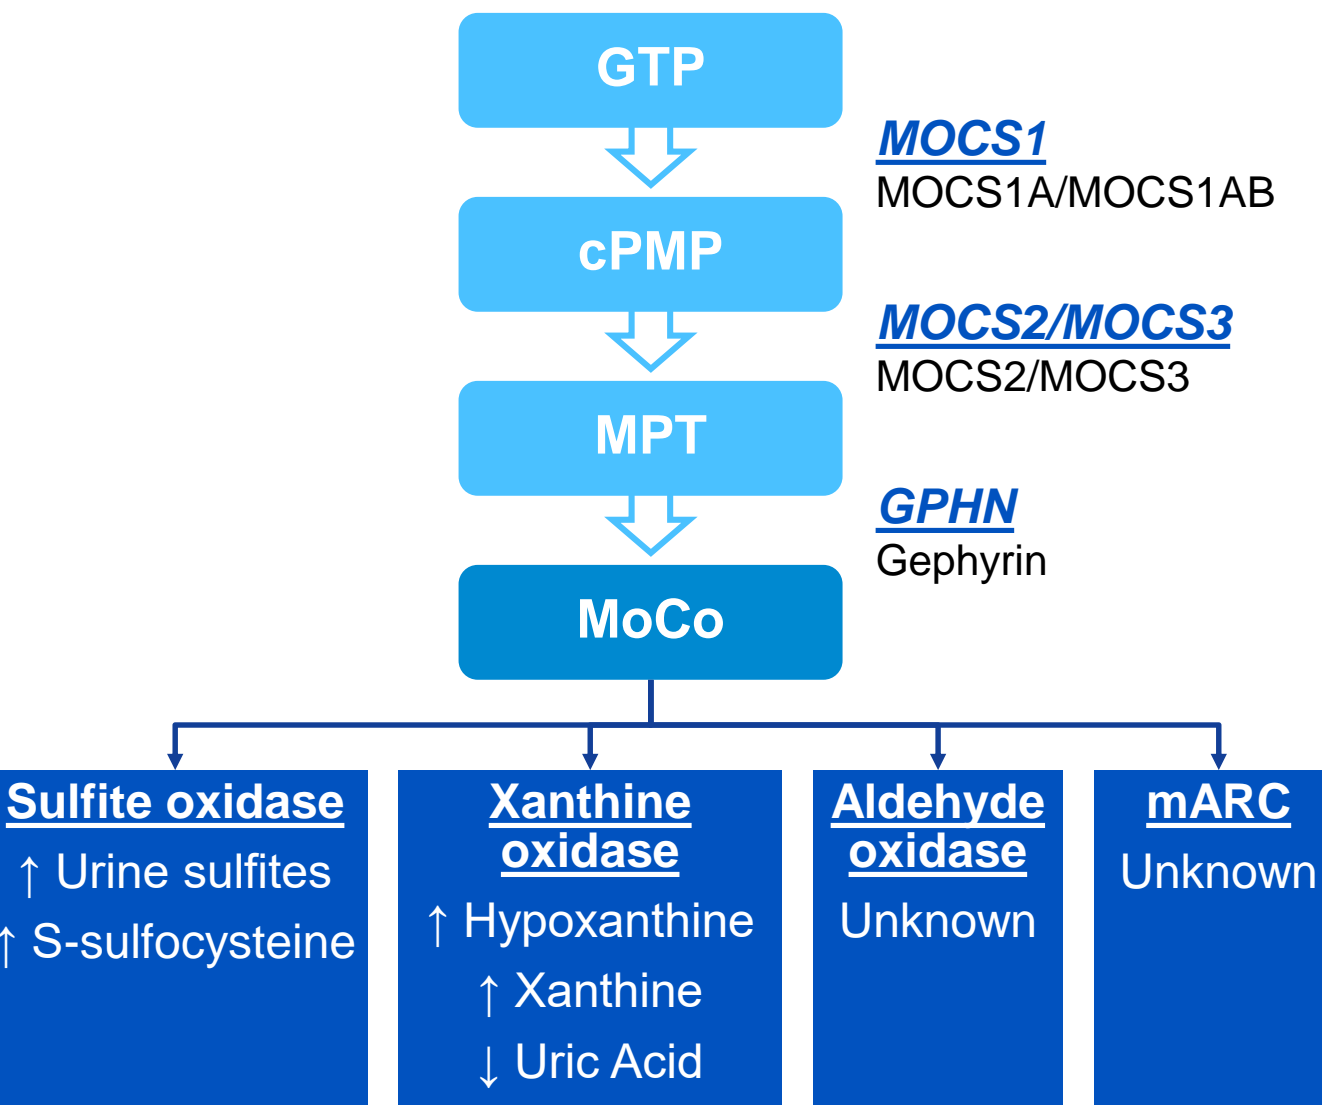 GTP
MOCS1
MOCS1A/MOCS1AB
cPMP
MOCS2/MOCS3
MOCS2/MOCS3
MPT
GPHN
Gephyrin
MoCo
Sulfite oxidase
↑ Urine sulfites
↑ S-sulfocysteine
Xanthine
oxidase
↑ Hypoxanthine
↑ Xanthine
↓ Uric Acid
Aldehyde
oxidase
Unknown
mARC
Unknown